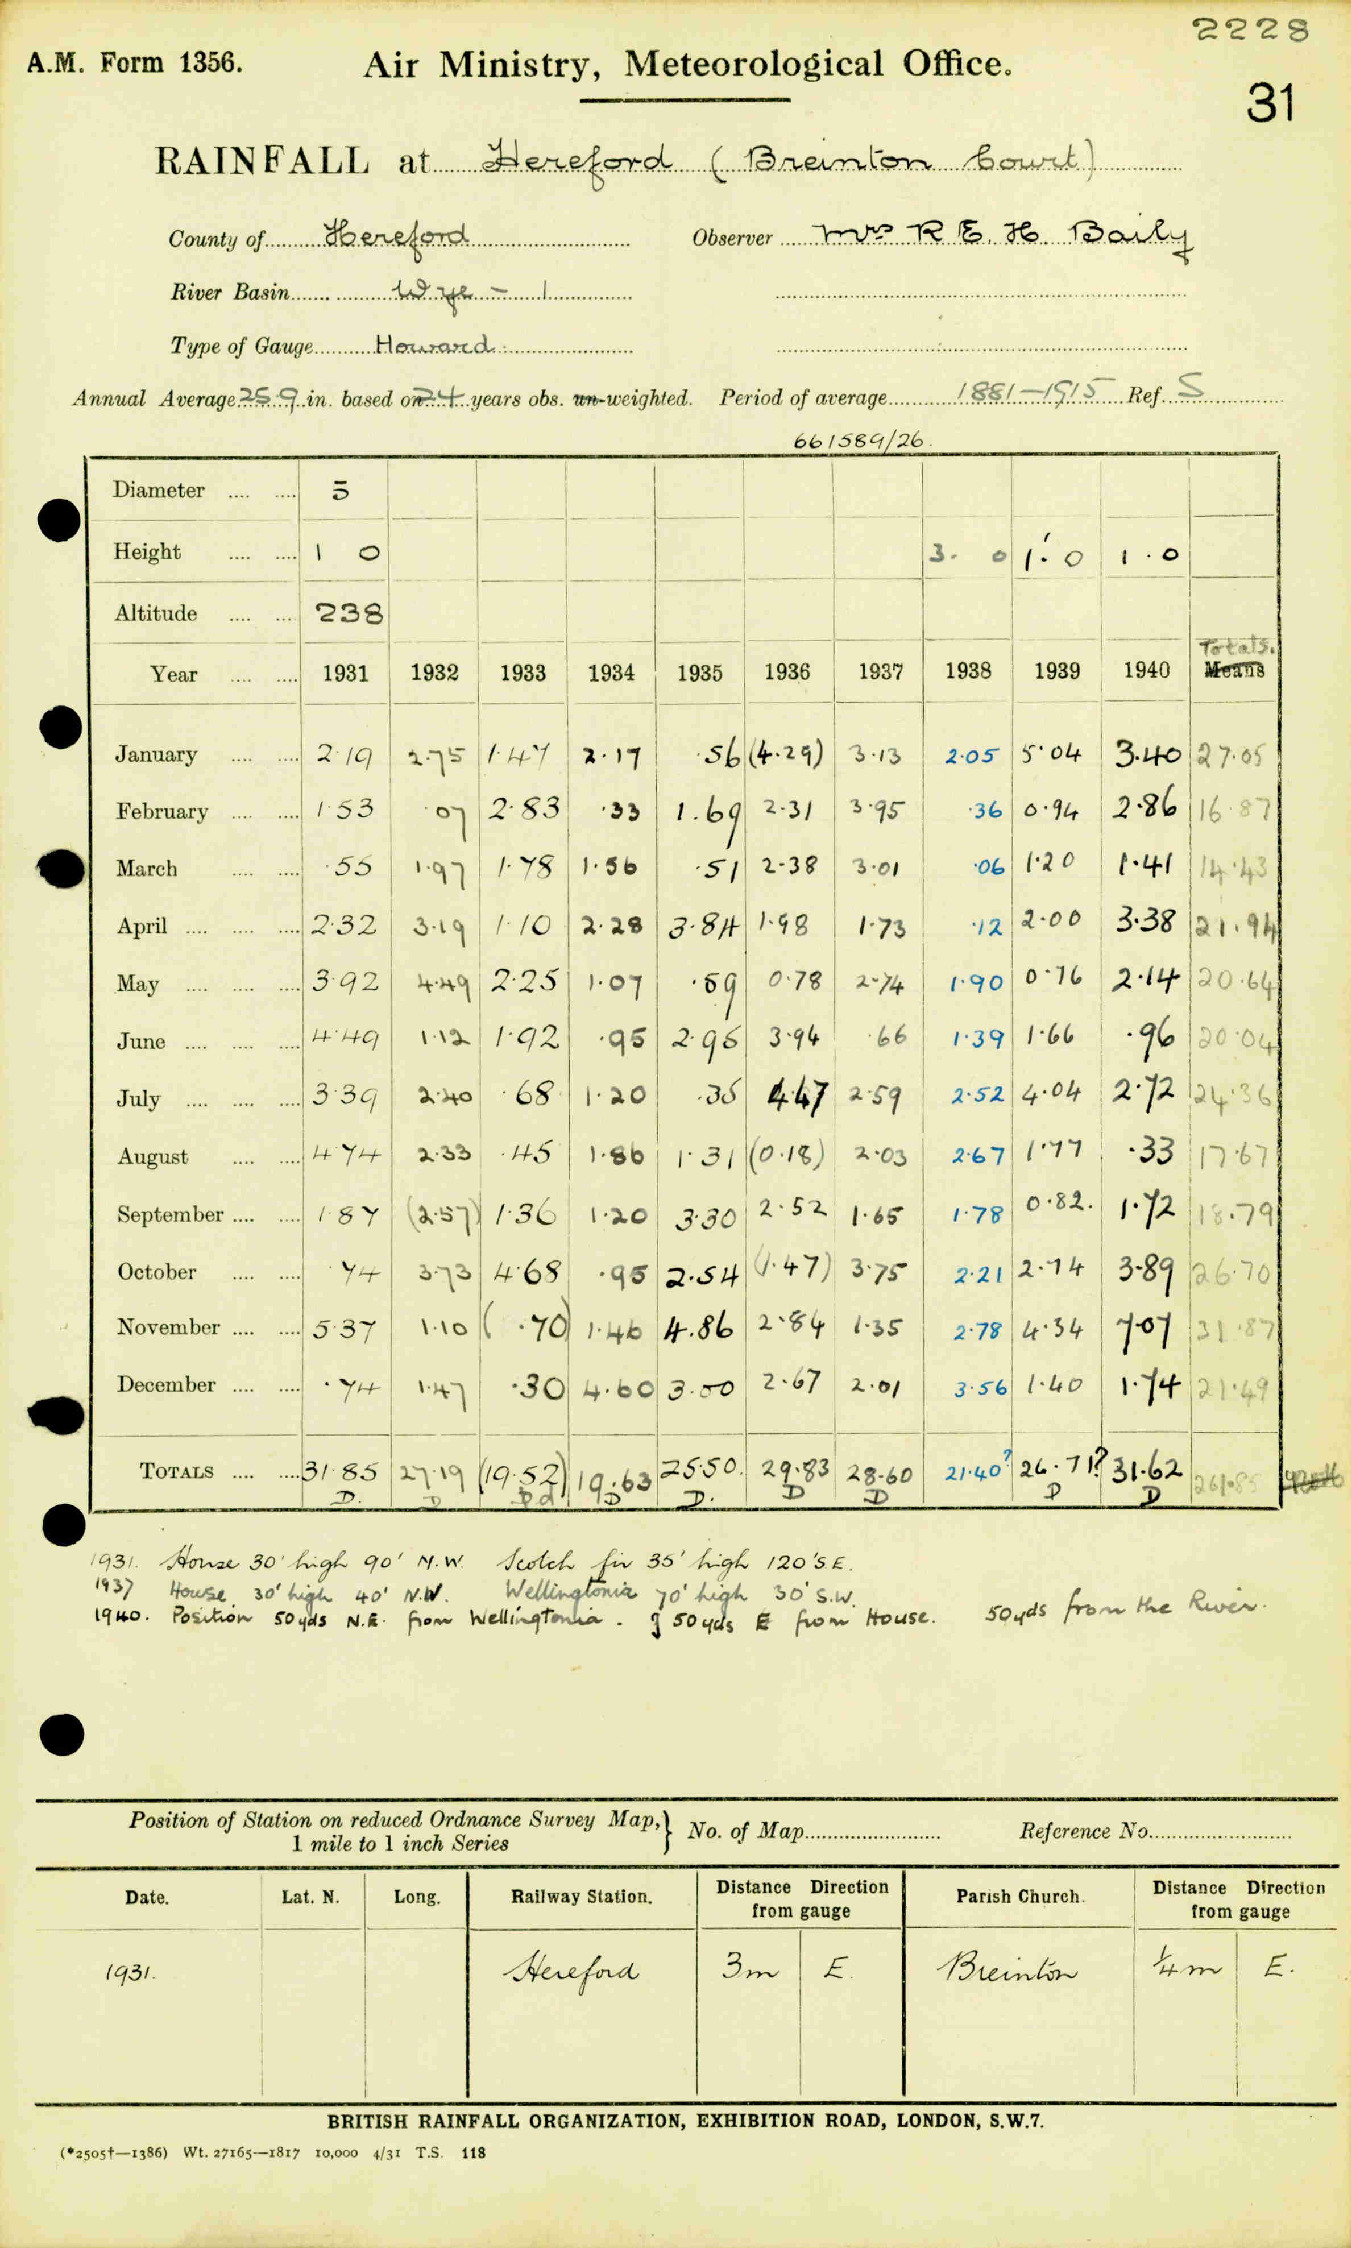 2228
A.M. Form 1356. Air Ministry, Meteorological Office.
31
RAINFALL at Hereford (Breinton Court)
County of Hereford Observer Mrs R E. H. Baily
River Basin Wye - 1
Type of Gauge Howard
Annual Average 25 9 in. based on 24 years obs. un-weighted. Period of average 1881-1915 Ref. S
661589/26.
Diameter 5
Height 1 0 3. 0 1'. 0 1 . 0
Altitude 238
Totals.
Year 1931 1932 1933 1934 1935 1936 1937 1938 1939 1940 Means
January 2·19 2·75 1·47 2·17 ·56 (4·29) 3·13 2·05 5·04 3·40 27·05
February 1·53 ·07 2·83 ·33 1.69 2·31 3·95 ·36 0·94 2·86 16·87
March ·55 1·97 1·78 1·56 ·51 2·38 3·01 ·06 1·20 1·41 14·43
April 2·32 3·19 1·10 2·28 3·84 1·98 1·73 ·12 2·00 3·38 21·94
May 3·92 4·49 2·25 1·07 ·59 0·78 2·74 1·90 0·76 2·14 20·64
June 4·49 1·12 1·92 ·95 2·95 3·94 ·66 1·39 1·66 ·96 20·04
July 3·39 2·40 ·68 1·20 ·35 4·47 2·59 2·52 4·04 2·72 24·36
August 4·74 2·33 ·45 1·86 1·31 (0·18) 2·03 2·67 1·77 ·33 17·67
September 1·87 (2·57) 1·36 1·20 3·30 2·52 1·65 1·78 0·82. 1·72 18·79
October ·74 3·73 4·68 ·95 2·54 (1·47) 3·75 2·21 2·74 3·89 26·70
November 5·37 1·10 (·70) 1·46 4·86 2·84 1·35 2·78 4·34 7·07 31·87
December ·74 1·47 ·30 4·60 3·00 2·67 2·01 3·56 1·40 1·74 21·49
TOTALS 31·85 27·19 (19·52) 19·63 25·50. 29·83 28·60 21·40? 26·71? 31·62 261·85
D. D D d D D. D D D D
1931. House 30' high 90' N.W. Scotch fir 35' high 120' S.E.
1937 House 30' high 40' N.W. Wellingtonia 70' high 30' S.W.
1940. Position 50yds N.E. from Wellingtonia. & 50 yds E from House. 50yds from the River.
Position of Station on reduced Ordnance Survey Map,} No. of Map Reference No.
1 mile to 1 inch Series
Date. Lat. N. Long. Railway Station. Distance Direction from gauge Parish Church. Distance Direction from gauge
1931. Hereford 3m E. Breinton ¼m E.
BRITISH RAINFALL ORGANIZATION, EXHIBITION ROAD, LONDON, S.W.7.
(*2505†—1386) Wt. 27165—1817 10,000 4/31 T.S. 118